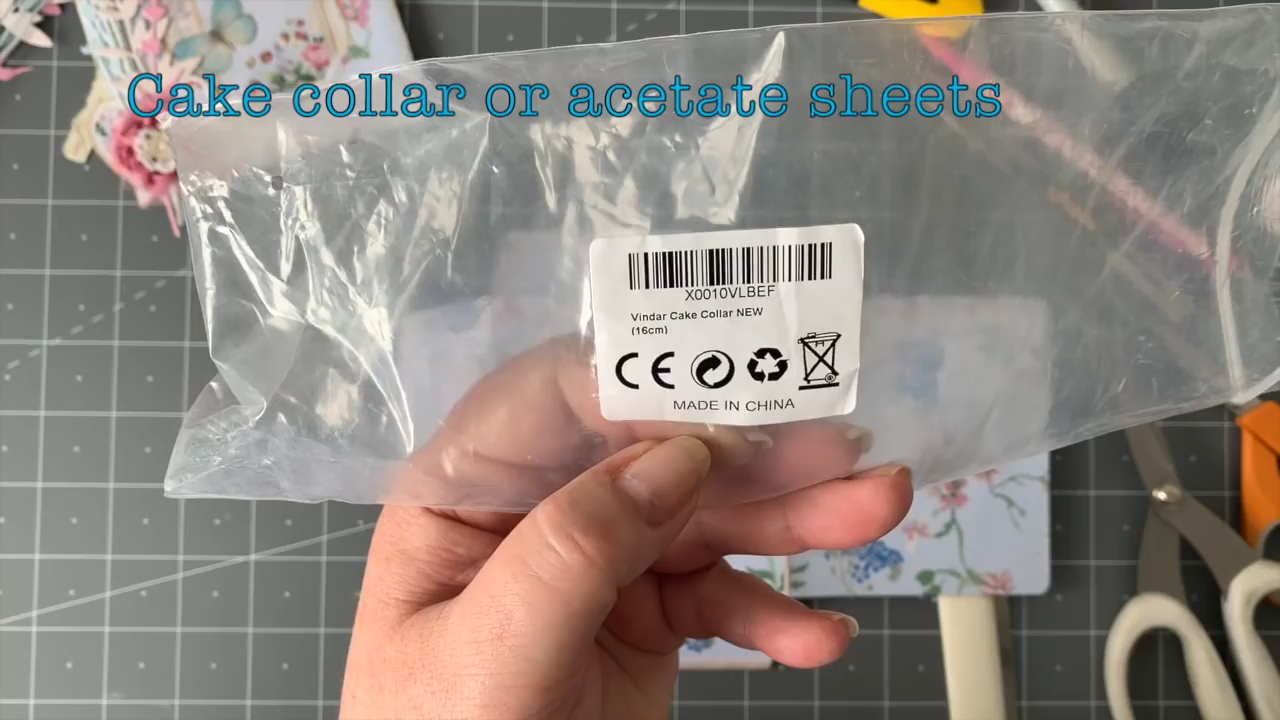 Cake collar or acetate sheets
X0010VLBEF
Vindar Cake Collar NEW
(16cm)
CE
MADE IN CHINA